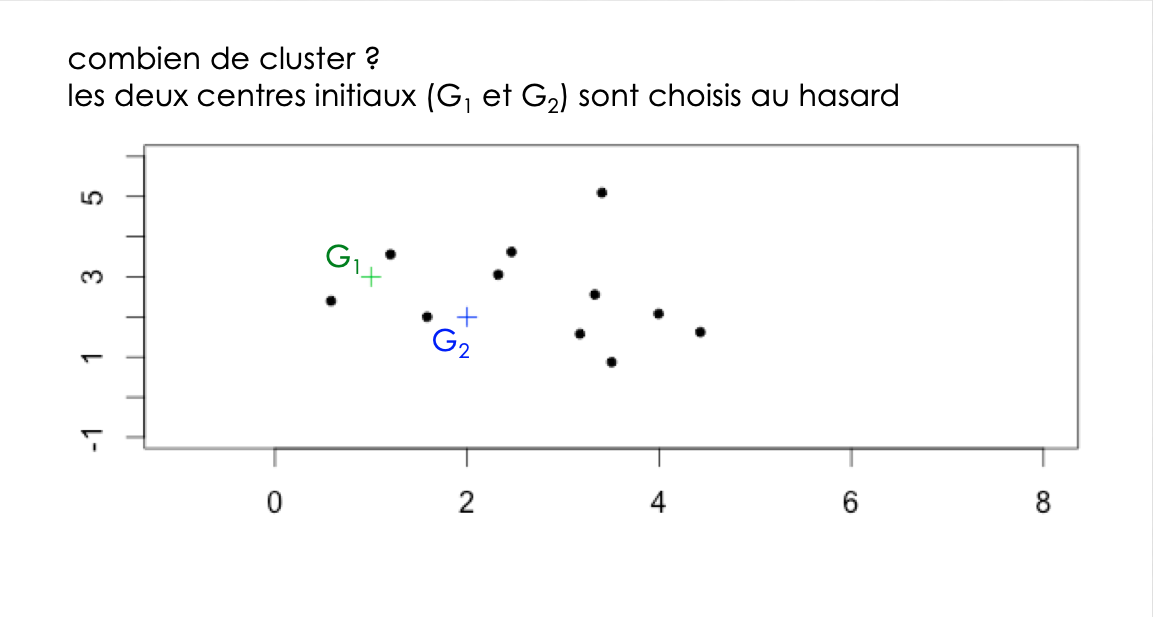 combien de cluster ?
les deux centres initiaux (G₁ et G₂) sont choisis au hasard
5
G₁
3
G₂
1
-1
0 2 4 6 8